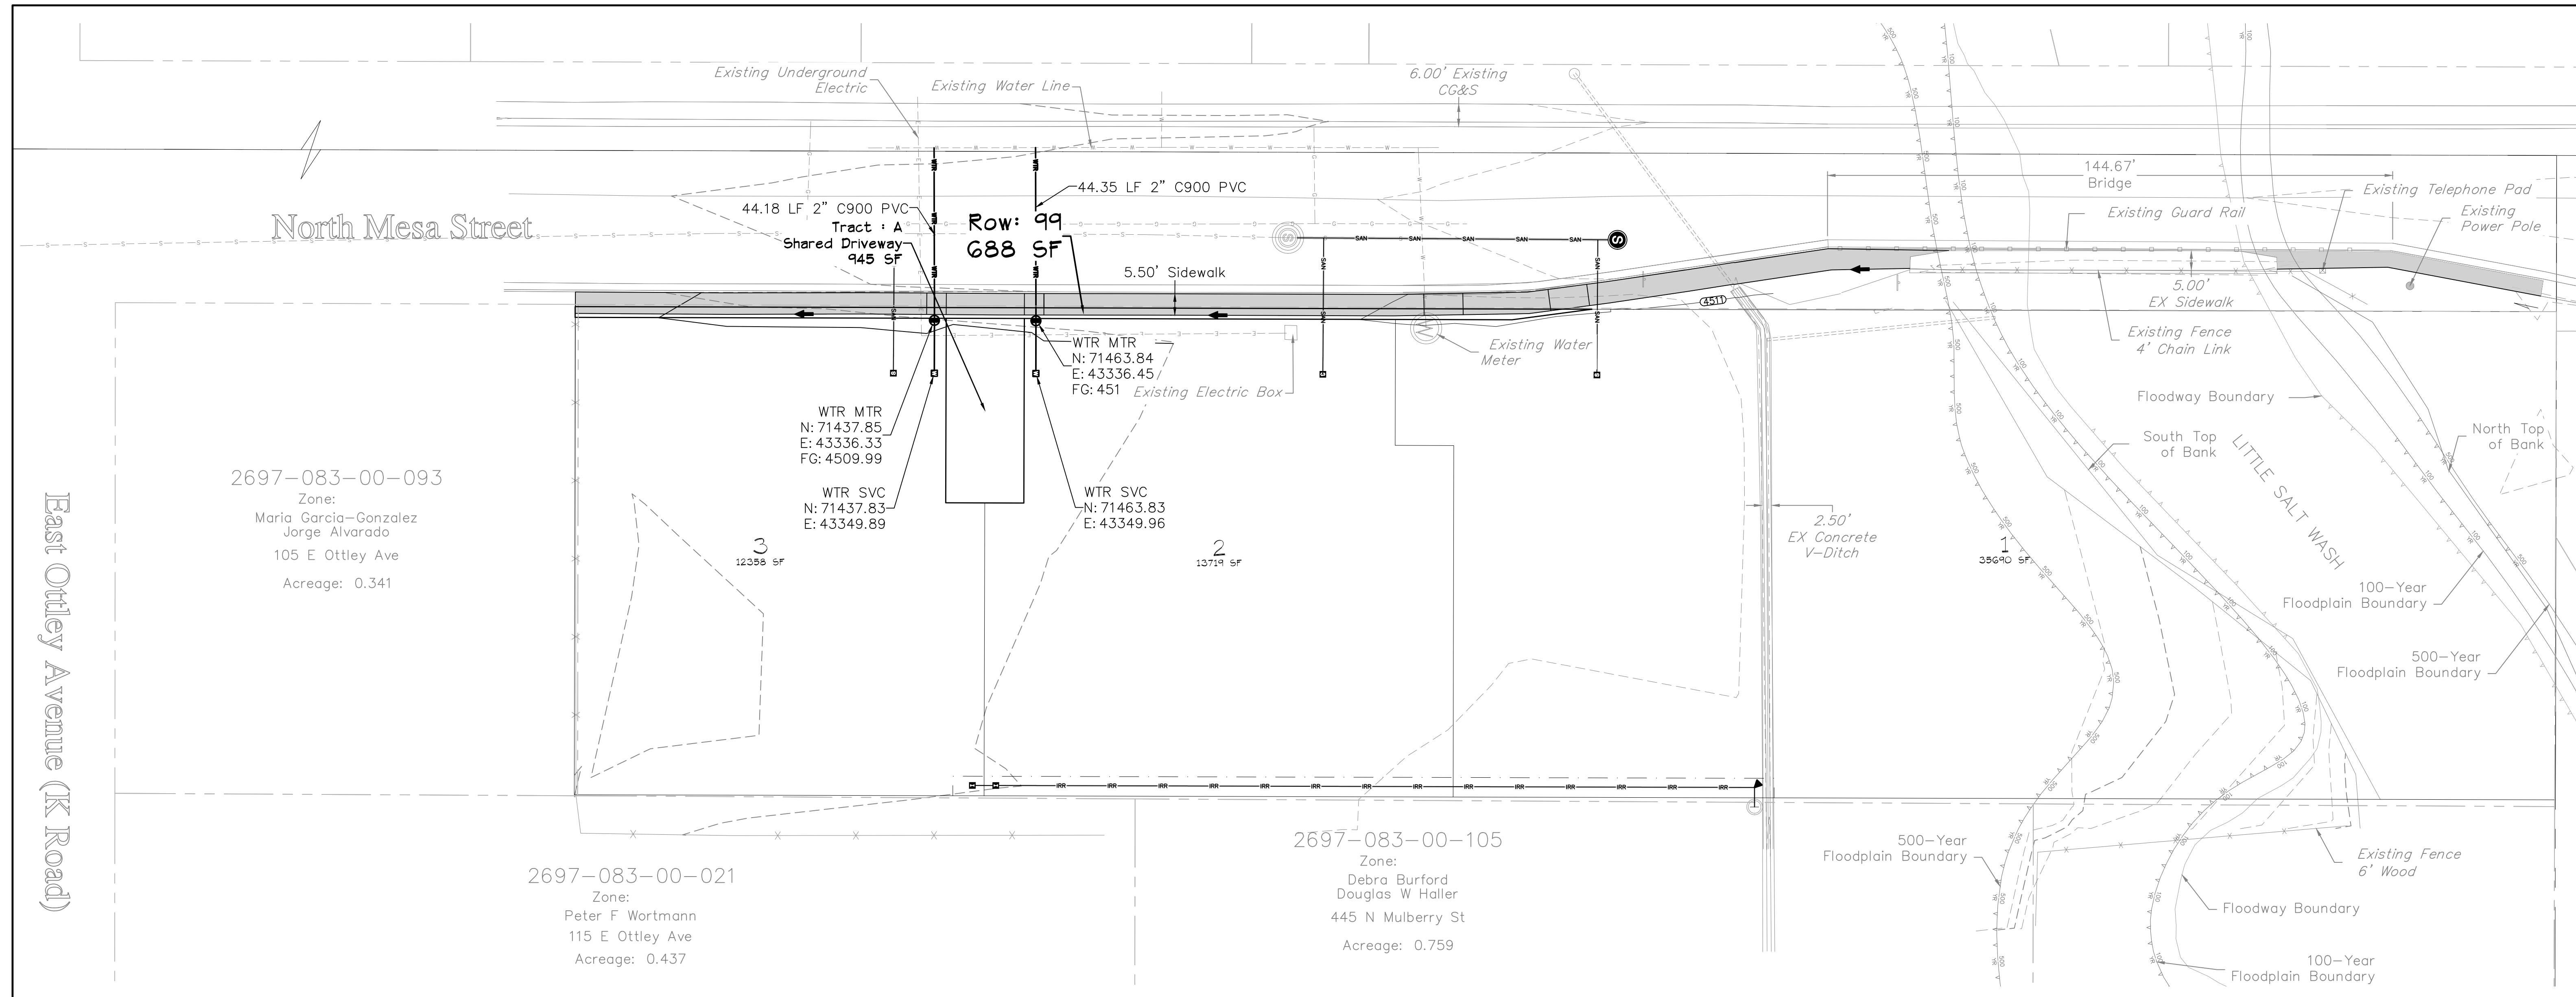 Existing Underground
Electric
Existing Water Line
6.00' Existing
CG&S
144.67'
Bridge
Existing Telephone Pad
Existing
Power Pole
Existing Guard Rail
North Mesa Street
44.18 LF 2" C900 PVC
Tract : A
Shared Driveway
945 SF
Row: 99
688 SF
44.35 LF 2" C900 PVC
5.50' Sidewalk
4511
5.00'
EX Sidewalk
Existing Fence
4' Chain Link
WTR MTR
N: 71463.84
E: 43336.45
FG: 451
Existing Electric Box
Existing Water
Meter
WTR MTR
N: 71437.85
E: 43336.33
FG: 4509.99
WTR SVC
N: 71437.83
E: 43349.89
WTR SVC
N: 71463.83
E: 43349.96
Floodway Boundary
South Top
of Bank
North Top
of Bank
LITTLE SALT WASH
2697-083-00-093
Zone:
Maria Garcia-Gonzalez
Jorge Alvarado
105 E Ottley Ave
Acreage: 0.341
East Ottley Avenue (K Road)
3
12358 SF
2
13719 SF
2.50'
EX Concrete
V-Ditch
1
35690 SF
100-Year
Floodplain Boundary
500-Year
Floodplain Boundary
2697-083-00-021
Zone:
Peter F Wortmann
115 E Ottley Ave
Acreage: 0.437
2697-083-00-105
Zone:
Debra Burford
Douglas W Haller
445 N Mulberry St
Acreage: 0.759
500-Year
Floodplain Boundary
Existing Fence
6' Wood
Floodway Boundary
100-Year
Floodplain Boundary